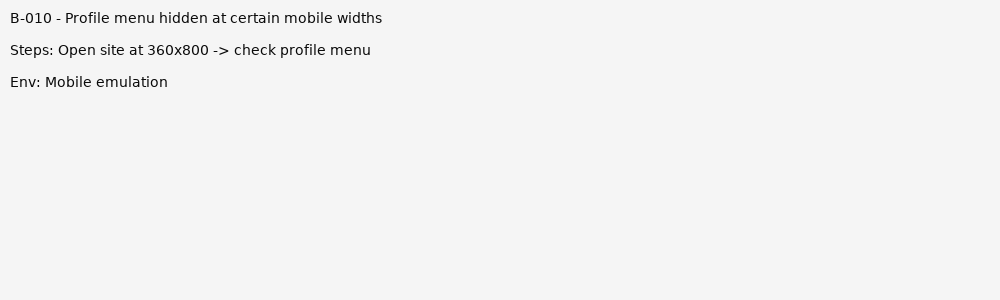 B-010 - Profile menu hidden at certain mobile widths
Steps: Open site at 360x800 -> check profile menu
Env: Mobile emulation